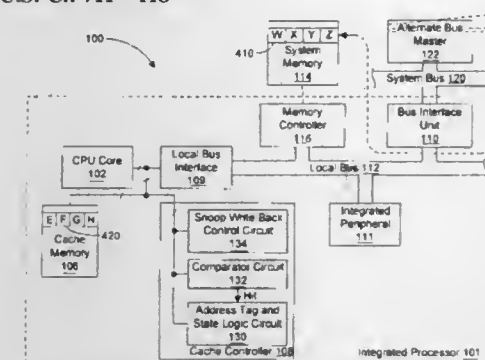 100
410
W X Y Z
System
Memory
114
Alternate Bus
Master
122
System Bus 120
Memory
Controller
116
Bus Interface
Unit
110
CPU Core
102
Local Bus
Interface
109
Local Bus 112
E F G H
420
Cache
Memory
106
Snoop Write Back
Control Circuit
134
Integrated
Peripheral
111
Comparator Circuit
132
Hit
Address Tag and
State Logic Circuit
130
Cache Controller 108
Integrated Processor 101